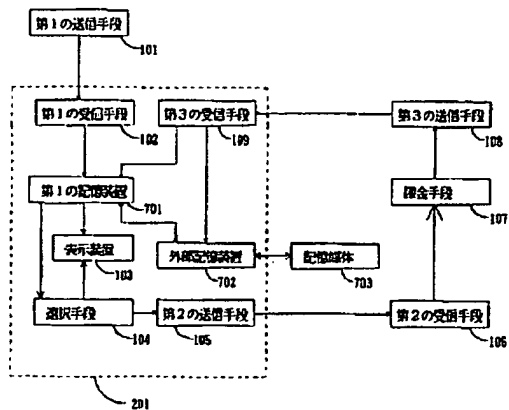 第1の送信手段
101
第1の受信手段
102
第3の受信手段
109
第3の送信手段
108
第1の記憶装置
701
課金手段
107
表示装置
103
外部記憶装置
702
記憶媒体
703
選択手段
104
第2の送信手段
105
第2の受信手段
106
201